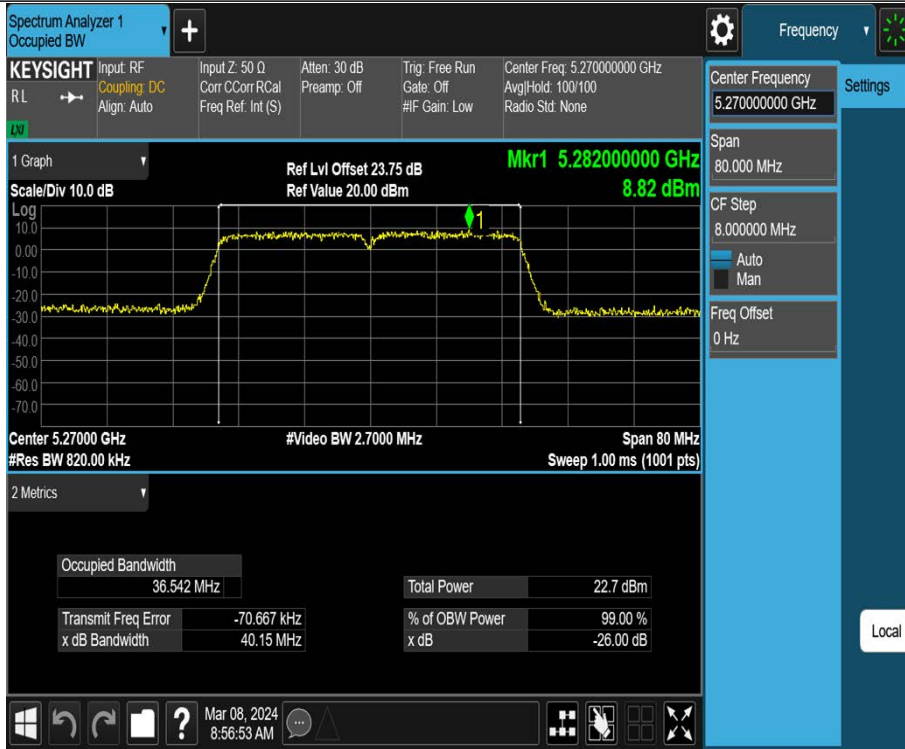 Spectrum Analyzer 1
Occupied BW
+
Frequency
KEYSIGHT
RL
LXI
Input: RF
Coupling: DC
Align: Auto
Input Z: 50 Ω
Corr CCorr RCal
Freq Ref: Int (S)
Atten: 30 dB
Preamp: Off
Trig: Free Run
Gate: Off
#IF Gain: Low
Center Freq: 5.270000000 GHz
Avg|Hold: 100/100
Radio Std: None
Center Frequency
5.270000000 GHz
Settings
Span
80.000 MHz
CF Step
8.000000 MHz
Auto
Man
Freq Offset
0 Hz
Local
1 Graph
Scale/Div 10.0 dB
Ref Lvl Offset 23.75 dB
Ref Value 20.00 dBm
Mkr1 5.282000000 GHz
8.82 dBm
Log
10.0
0.00
-10.0
-20.0
-30.0
-40.0
-50.0
-60.0
-70.0
1
Center 5.27000 GHz
#Res BW 820.00 kHz
#Video BW 2.7000 MHz
Span 80 MHz
Sweep 1.00 ms (1001 pts)
2 Metrics
Occupied Bandwidth
36.542 MHz
Transmit Freq Error -70.667 kHz
x dB Bandwidth 40.15 MHz
Total Power 22.7 dBm
% of OBW Power 99.00 %
x dB -26.00 dB
?
Mar 08, 2024
8:56:53 AM